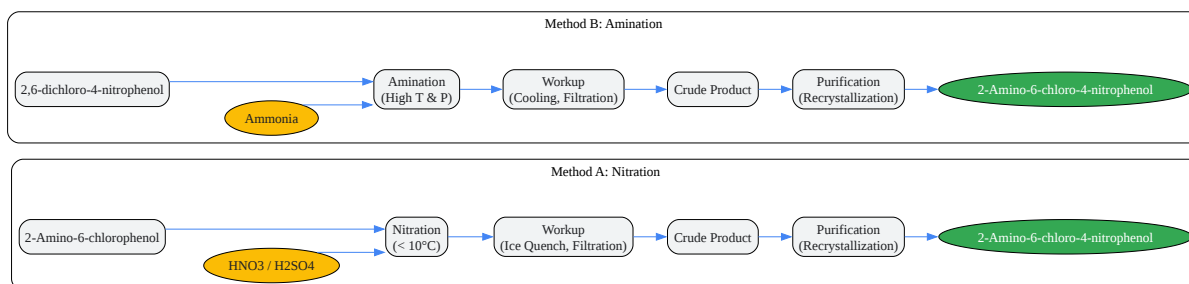 Method B: Amination
2,6-dichloro-4-nitrophenol
Ammonia
Amination
(High T & P)
Workup
(Cooling, Filtration)
Crude Product
Purification
(Recrystallization)
2-Amino-6-chloro-4-nitrophenol
Method A: Nitration
2-Amino-6-chlorophenol
HNO3 / H2SO4
Nitration
(< 10°C)
Workup
(Ice Quench, Filtration)
Crude Product
Purification
(Recrystallization)
2-Amino-6-chloro-4-nitrophenol